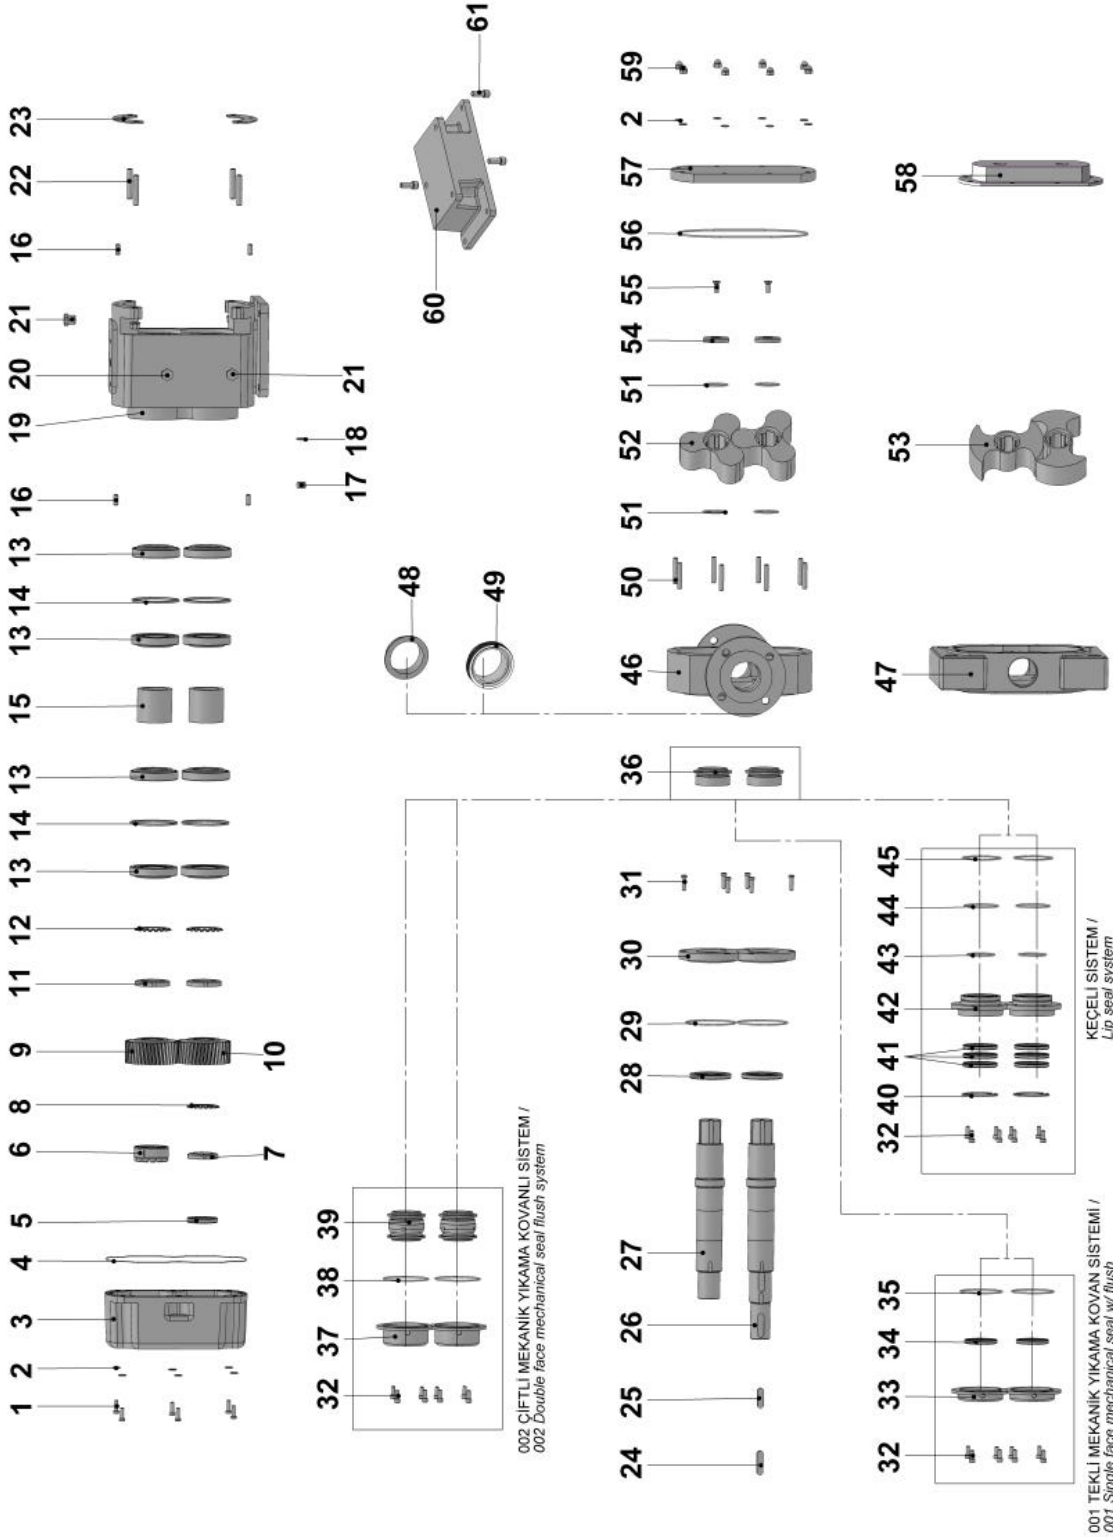 1 2 3 4 5 6 8 9 11 12 13 14 13 15 13 14 13 16 19 20 21 16 22 23
7 10 17 18 21
32 37 38 39 48 60 61
49
002 ÇİFTLİ MEKANİK YIKAMA KOVANLI SİSTEM /
002 Double face mechanical seal flush system
24 25 26 27 28 29 30 31 36 46 50 51 52 51 54 55 56 57 2 59
32 33 34 35 32 40 41 42 43 44 45 47 53 58
001 TEKLİ MEKANİK YIKAMA KOVAN SİSTEMİ /
001 Single face mechanical seal w/ flush
KEÇELİ SİSTEM /
Lip seal system